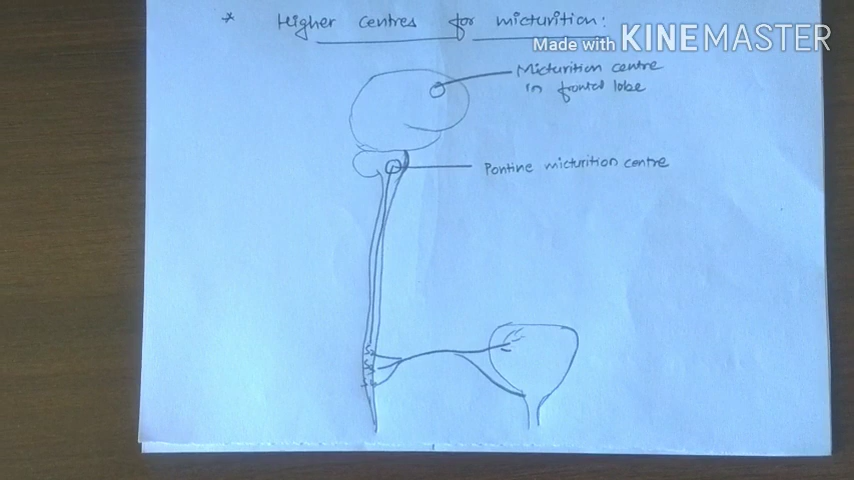 * Higher centres for micturition:
Made with KINEMASTER
Micturition centre
in frontal lobe
Pontine micturition centre